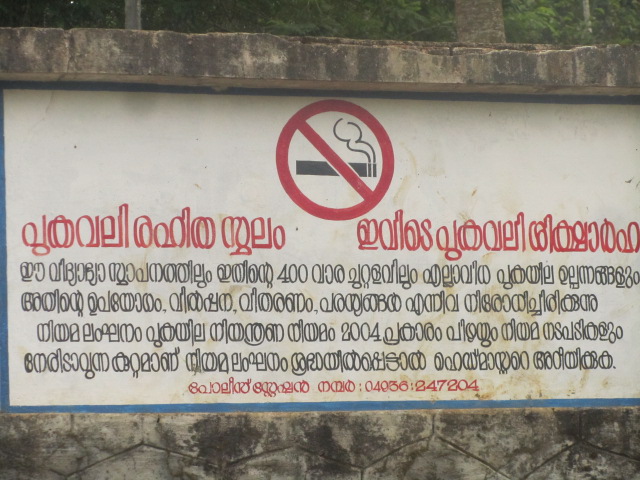 പുകവലി രഹിത സ്ഥലം ഇവിടെ പുകവലി ശിക്ഷാർഹ
ഈ വിദ്യാഭ്യാ സ്ഥാപനത്തിലും ഇതിന്റെ 400 വാര ചുറ്റളവിലും എല്ലാവിധ പുകയില ഉല്പന്നങ്ങളും
അതിന്റെ ഉപയോഗം, വിൽപ്പന, വിതരണം, പരസ്യങ്ങൾ എന്നിവ നിരോധിച്ചിരിക്കുന്നു
നിയമ ലംഘനം പുകയില നിയന്ത്രണ നിയമം 2004 പ്രകാരം പിഴയും നിയമ നടപടികളും
നേരിടാവുന്ന കുറ്റമാണ് നിയമ ലംഘനം ശ്രദ്ധയിൽപ്പെട്ടാൽ ഹെഡ്മാസ്റ്ററെ അറിയിക്കുക.
പോലീസ് സ്റ്റേഷൻ നമ്പർ : 04936:247204